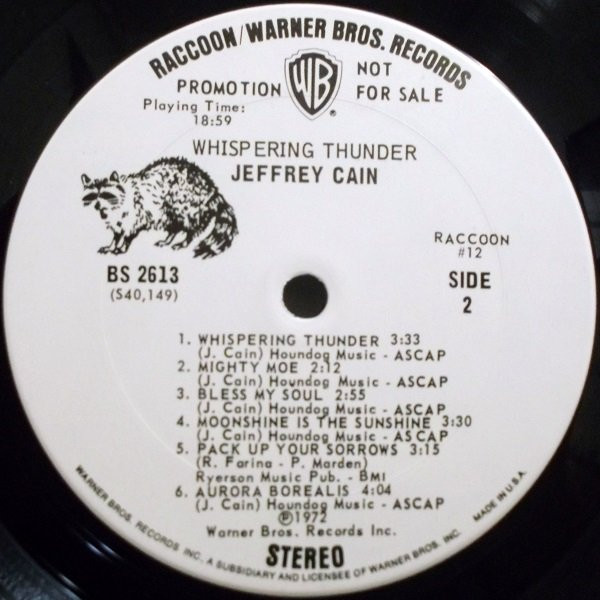 RACCOON/WARNER BROS. RECORDS
PROMOTION WB NOT FOR SALE
®
Playing Time:
18:59
WHISPERING THUNDER
JEFFREY CAIN
RACCOON
#12
BS 2613
(S40,149)
SIDE
2
1. WHISPERING THUNDER 3:33
(J. Cain) Houndog Music - ASCAP
2. MIGHTY MOE 2:12
(J. Cain) Houndog Music - ASCAP
3. BLESS MY SOUL 2:55
(J. Cain) Houndog Music - ASCAP
4. MOONSHINE IS THE SUNSHINE 3:30
(J. Cain) Houndog Music - ASCAP
5. PACK UP YOUR SORROWS 3:15
(R. Farina - P. Marden)
Ryerson Music Pub. - BMI
6. AURORA BOREALIS 4:04
(J. Cain) Houndog Music - ASCAP
℗1972
Warner Bros. Records Inc.
STEREO
WARNER BROS. RECORDS INC. A SUBSIDIARY AND LICENSEE OF WARNER BROS. INC. MADE IN U.S.A.